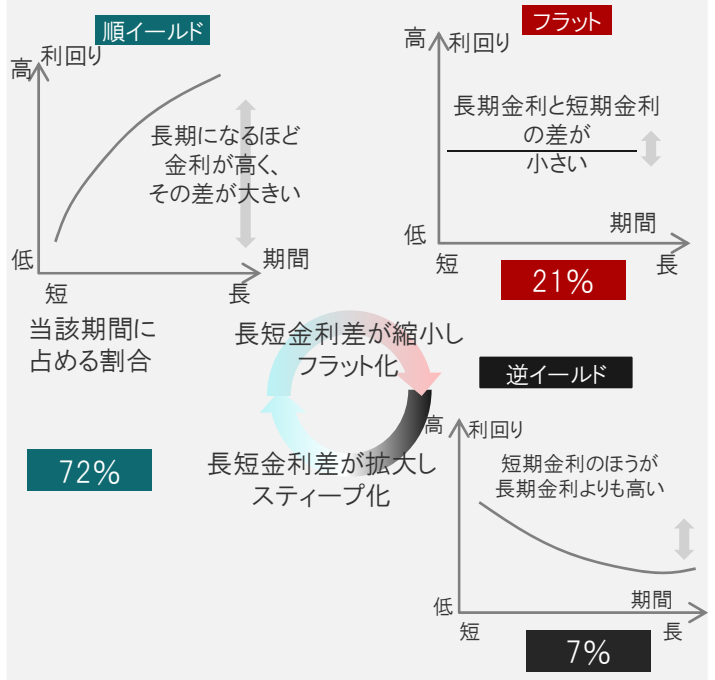 順イールド
高
利回り
長期になるほど
金利が高く、
その差が大きい
低
期間
短
長
当該期間に
占める割合
72%
フラット
高
利回り
長期金利と短期金利
の差が
小さい
期間
低
短
長
21%
長短金利差が縮小し
フラット化
長短金利差が拡大し
スティープ化
逆イールド
高
利回り
短期金利のほうが
長期金利よりも高い
期間
低
短
長
7%